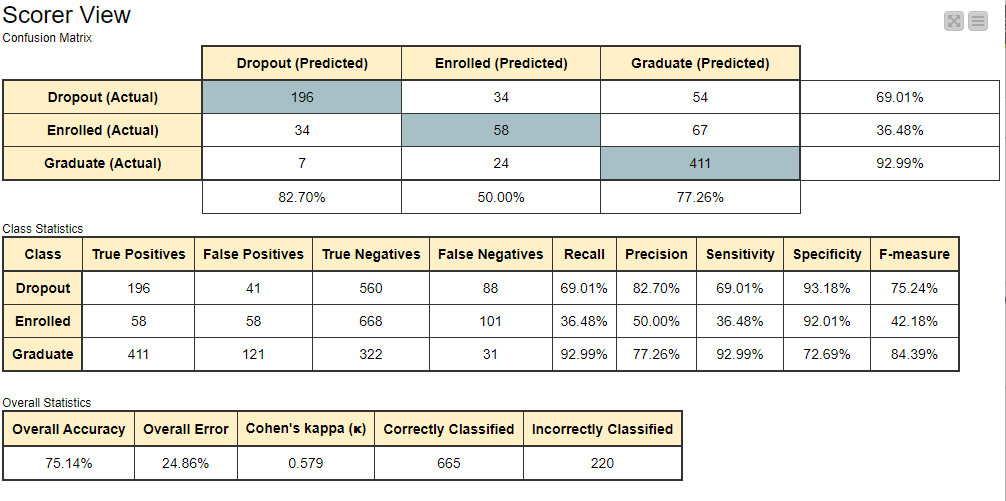 Scorer View
Confusion Matrix
Dropout (Predicted) Enrolled (Predicted) Graduate (Predicted)
Dropout (Actual) 196 34 54 69.01%
Enrolled (Actual) 34 58 67 36.48%
Graduate (Actual) 7 24 411 92.99%
82.70% 50.00% 77.26%
Class Statistics
Class True Positives False Positives True Negatives False Negatives Recall Precision Sensitivity Specificity F-measure
Dropout 196 41 560 88 69.01% 82.70% 69.01% 93.18% 75.24%
Enrolled 58 58 668 101 36.48% 50.00% 36.48% 92.01% 42.18%
Graduate 411 121 322 31 92.99% 77.26% 92.99% 72.69% 84.39%
Overall Statistics
Overall Accuracy Overall Error Cohen's kappa (κ) Correctly Classified Incorrectly Classified
75.14% 24.86% 0.579 665 220